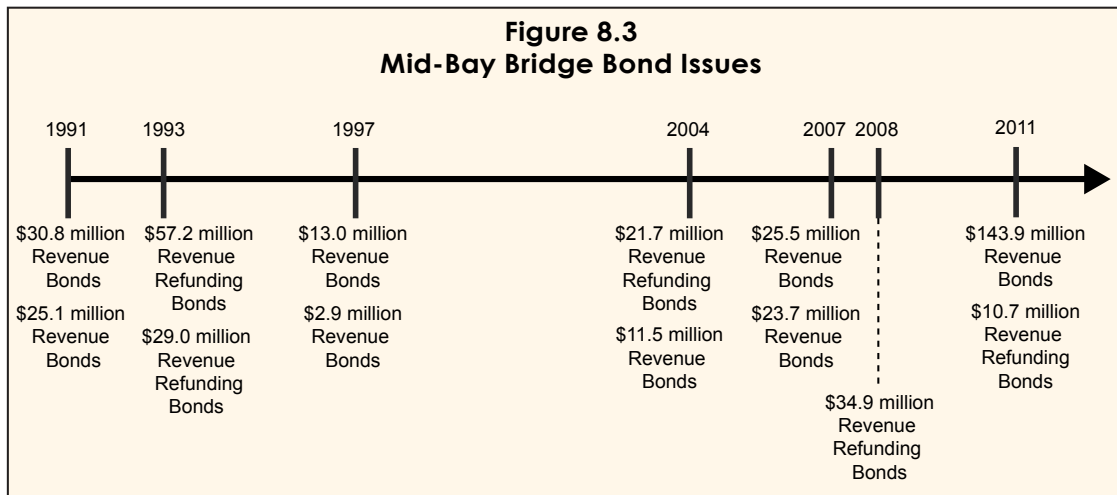 Figure 8.3
Mid-Bay Bridge Bond Issues
1991
1993
1997
2004
2007
2008
2011
$30.8 million
Revenue
Bonds
$25.1 million
Revenue
Bonds
$57.2 million
Revenue
Refunding
Bonds
$29.0 million
Revenue
Refunding
Bonds
$13.0 million
Revenue
Bonds
$2.9 million
Revenue
Bonds
$21.7 million
Revenue
Refunding
Bonds
$11.5 million
Revenue
Bonds
$25.5 million
Revenue
Bonds
$23.7 million
Revenue
Bonds
$34.9 million
Revenue
Refunding
Bonds
$143.9 million
Revenue
Bonds
$10.7 million
Revenue
Refunding
Bonds